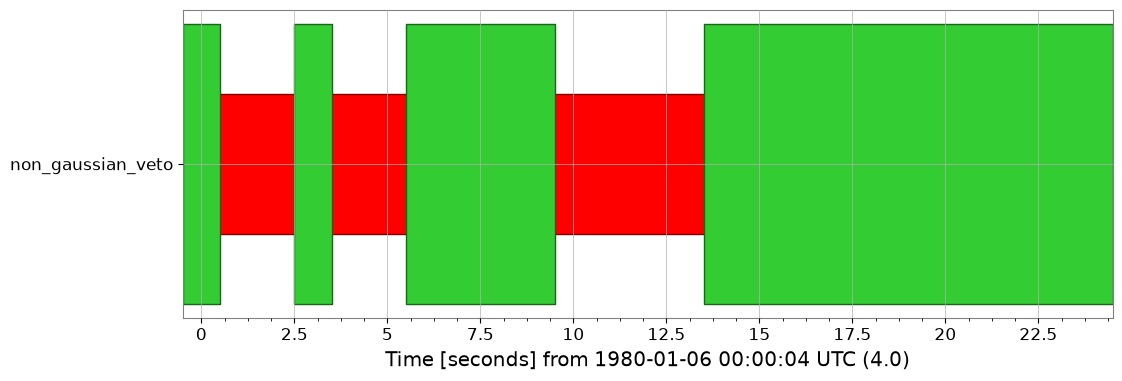 non_gaussian_veto
0 2.5 5 7.5 10 12.5 15 17.5 20 22.5
Time [seconds] from 1980-01-06 00:00:04 UTC (4.0)